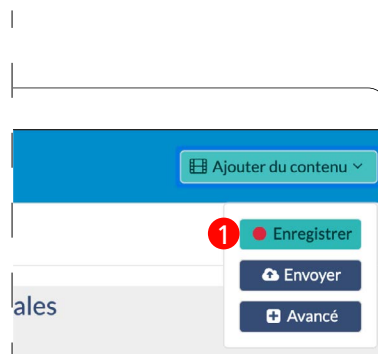 Ajouter du contenu
1 Enregistrer
Envoyer
ales
Avancé